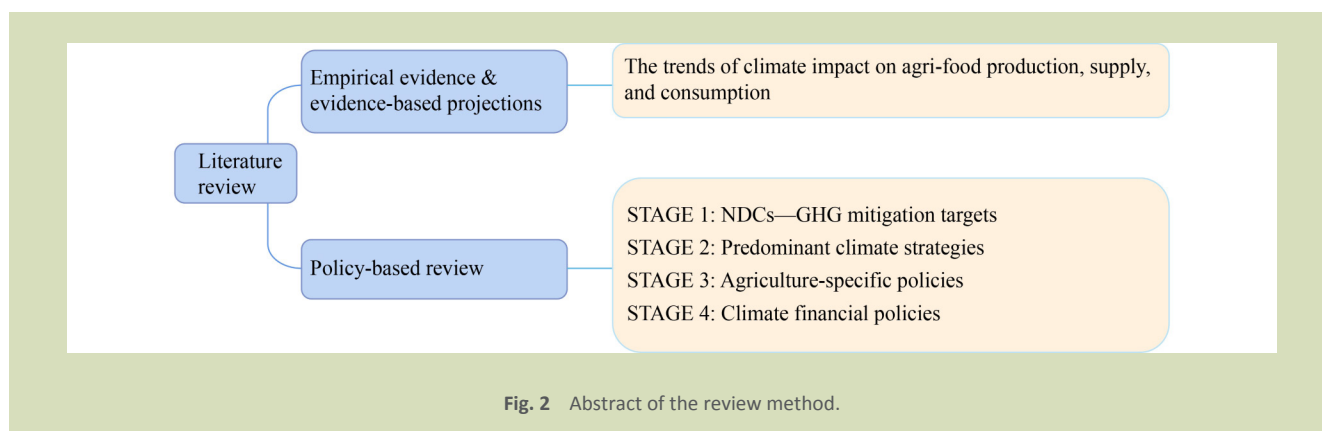 Literature
review
Empirical evidence &
evidence-based projections
The trends of climate impact on agri-food production, supply,
and consumption
Policy-based review
STAGE 1: NDCs—GHG mitigation targets
STAGE 2: Predominant climate strategies
STAGE 3: Agriculture-specific policies
STAGE 4: Climate financial policies
Fig. 2 Abstract of the review method.